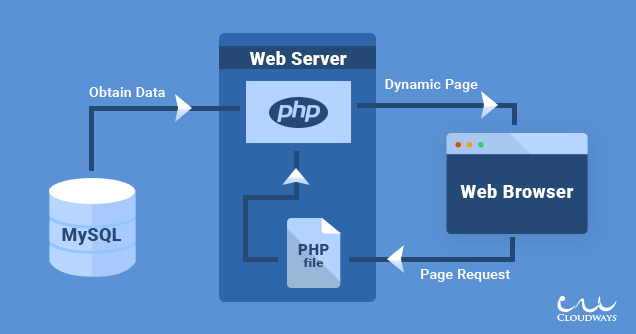 Web Server
Obtain Data
php
Dynamic Page
MySQL
Web Browser
PHP
file
Page Request
CLOUDWAYS